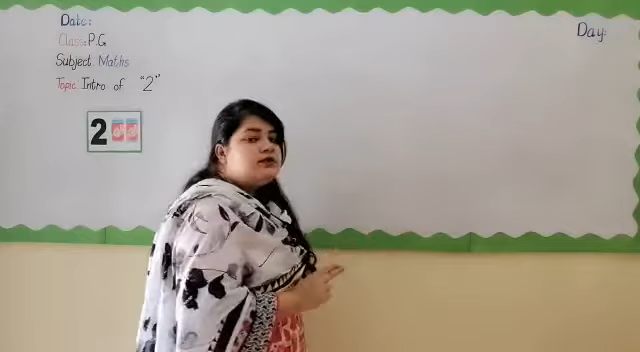 Date:
Day:
Class: P.G
Subject. Maths
Topic: Intro of "2"
2